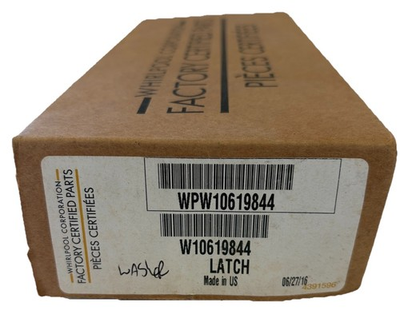 WHIRLPOOL CORPORATION
FACTORY CERTIFIED PARTS
PIÈCES CERTIFIÉES
WHIRLPOOL CORPORATION
FACTORY CERTIFIED PARTS
PIÈCES CERTIFIÉES
WPW10619844
W10619844
LATCH
Made in US
06/27/16
4391596
washer